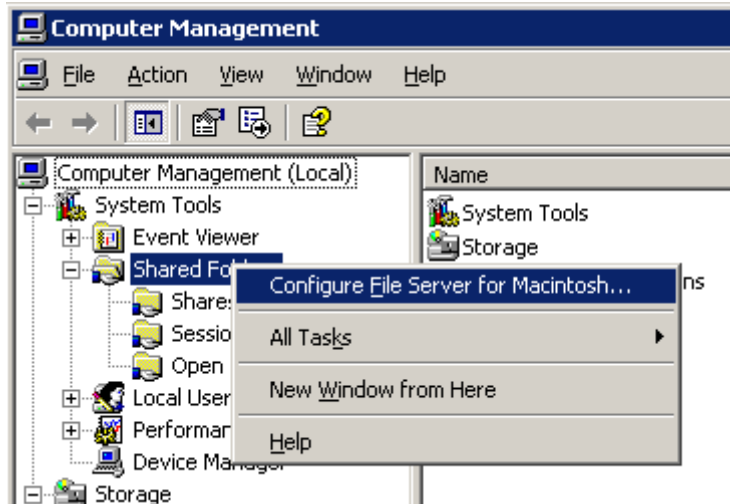 Computer Management
File Action View Window Help
Computer Management (Local)
Name
System Tools
System Tools
Event Viewer
Storage
Shared Fo
Configure File Server for Macintosh...
ns
Shares
All Tasks
Sessio
Open
New Window from Here
Local User
Performan
Help
Device Manager
Storage